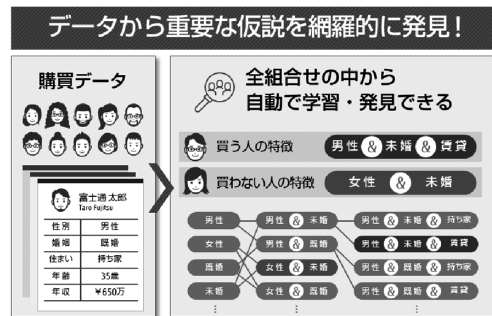 データから重要な仮説を網羅的に発見！
購買データ
富士通 太郎
Taro Fujitsu
性別 男性
婚姻 既婚
住まい 持ち家
年齢 35歳
年収 ¥650万
全組合せの中から
自動で学習・発見できる
買う人の特徴 男性 & 未婚 & 賃貸
買わない人の特徴 女性 & 未婚
男性 男性 & 未婚 男性 & 未婚 & 持ち家
女性 男性 & 既婚 男性 & 未婚 & 賃貸
既婚 女性 & 未婚 男性 & 既婚 & 持ち家
未婚 女性 & 既婚 男性 & 既婚 & 賃貸